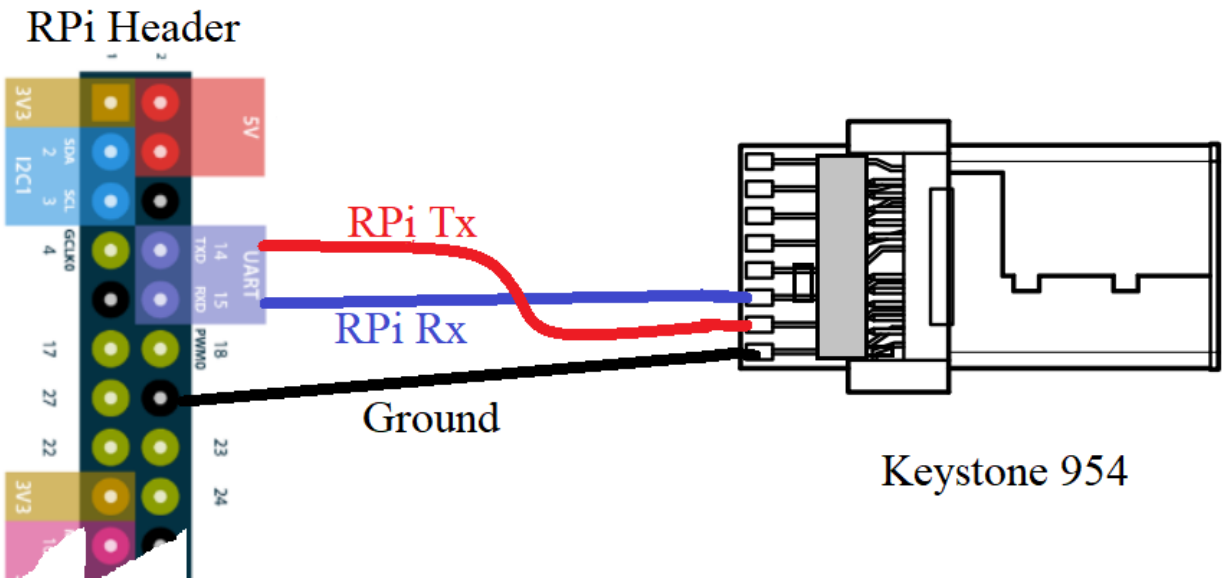 RPi Header
1 2
3V3
5V
SDA
2
I2C1
SCL
3
GCLK0
4
14
TXD
UART
15
RXD
RPi Tx
RPi Rx
PWM0
17
18
27
Ground
22
23
3V3
24
Keystone 954